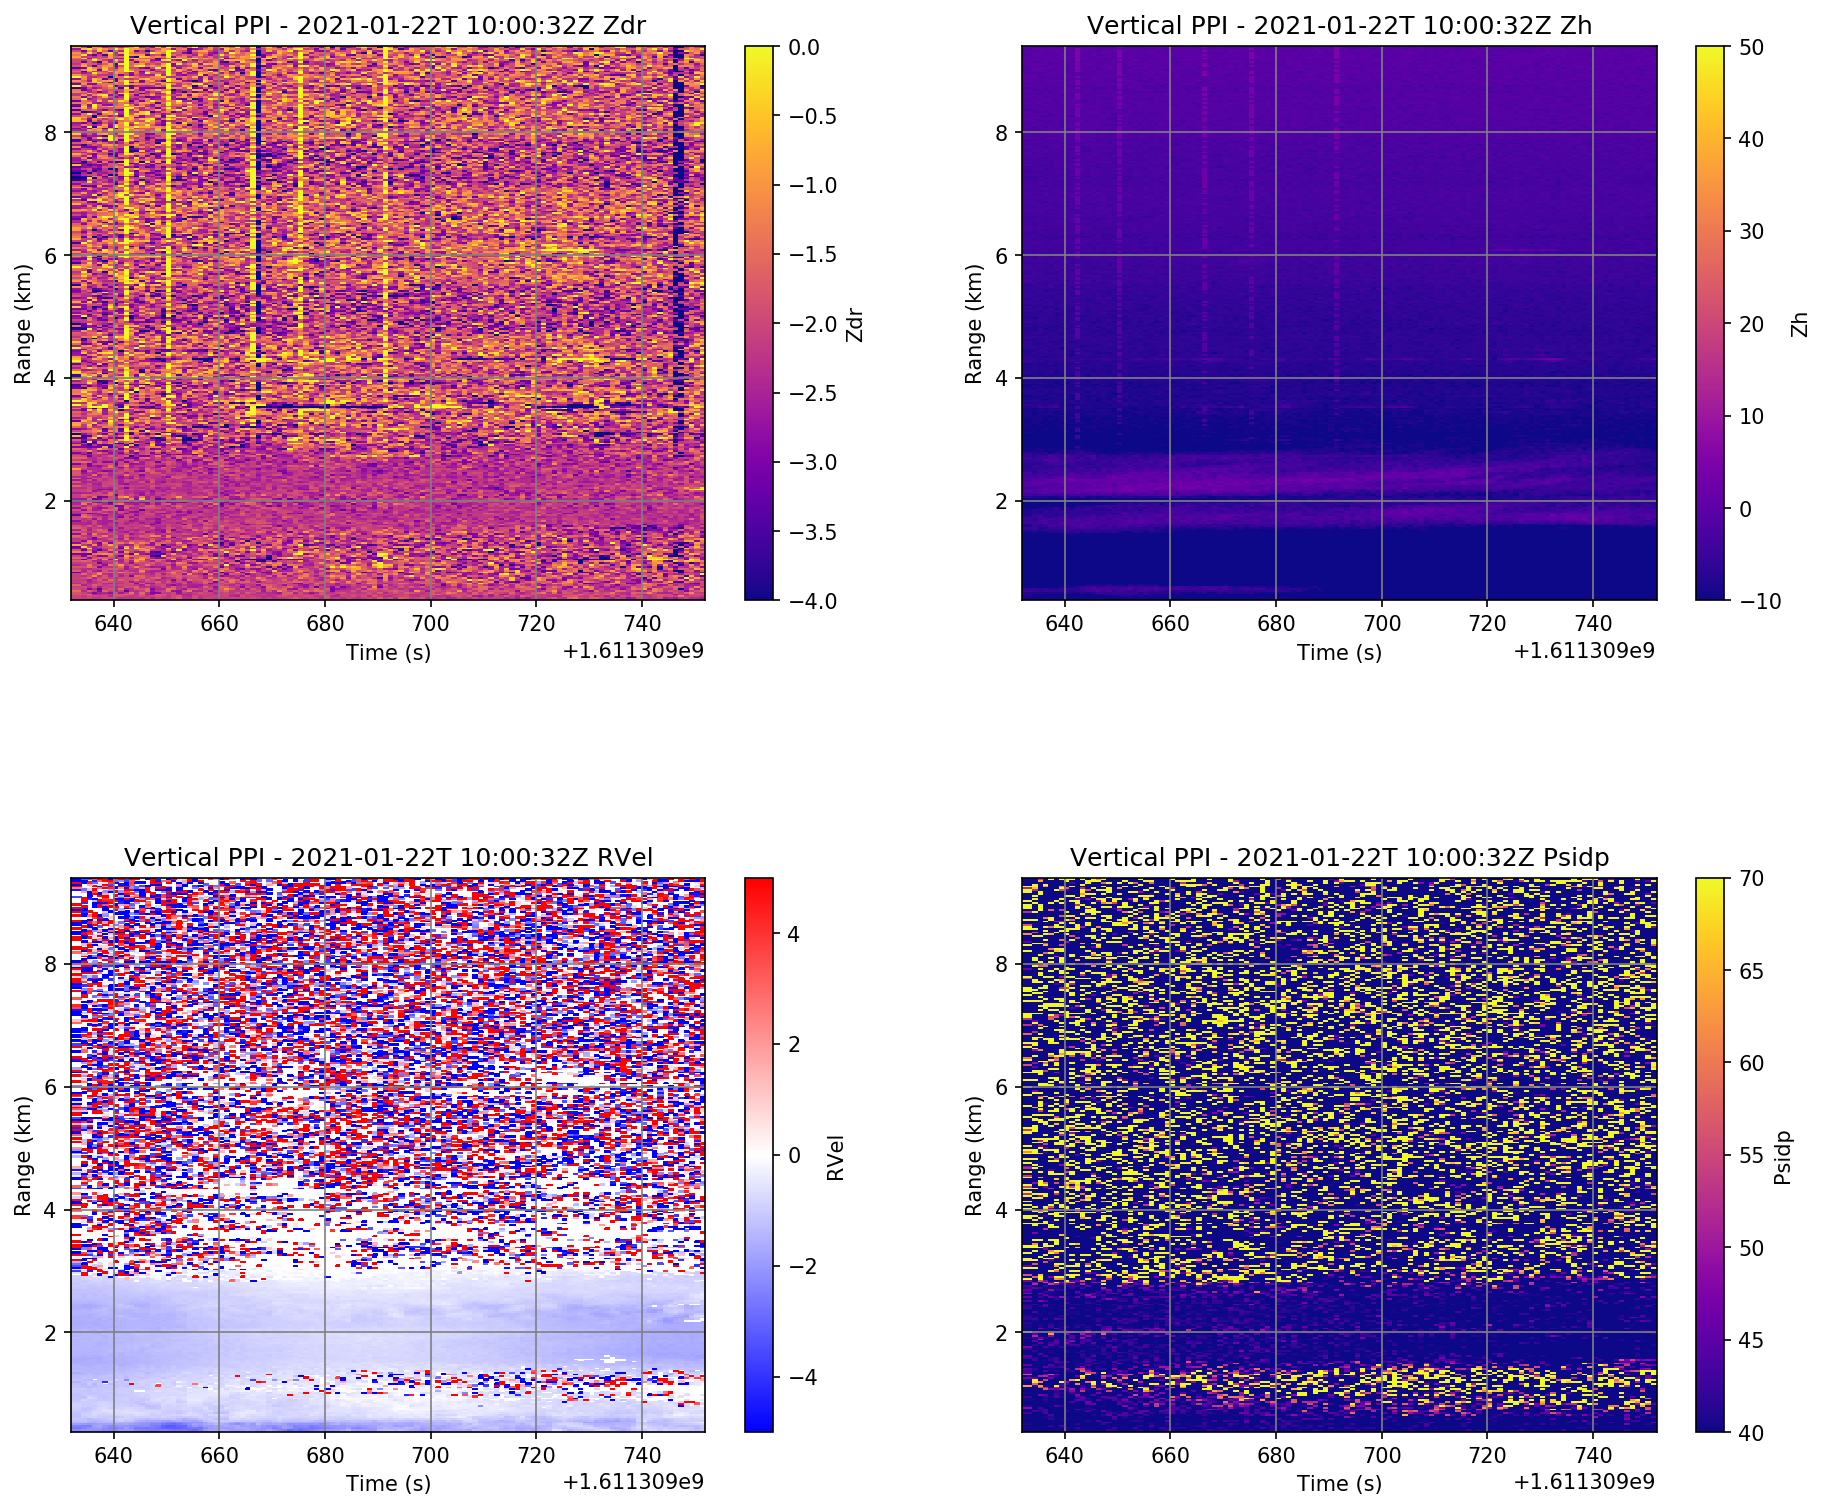 Vertical PPI - 2021-01-22T 10:00:32Z Zdr
8
6
4
2
Range (km)
640 660 680 700 720 740
Time (s)
+1.611309e9
0.0
−0.5
−1.0
−1.5
−2.0
−2.5
−3.0
−3.5
−4.0
Zdr
Vertical PPI - 2021-01-22T 10:00:32Z Zh
8
6
4
2
Range (km)
640 660 680 700 720 740
Time (s)
+1.611309e9
50
40
30
20
10
0
−10
Zh
Vertical PPI - 2021-01-22T 10:00:32Z RVel
8
6
4
2
Range (km)
640 660 680 700 720 740
Time (s)
+1.611309e9
4
2
0
−2
−4
RVel
Vertical PPI - 2021-01-22T 10:00:32Z Psidp
8
6
4
2
Range (km)
640 660 680 700 720 740
Time (s)
+1.611309e9
70
65
60
55
50
45
40
Psidp